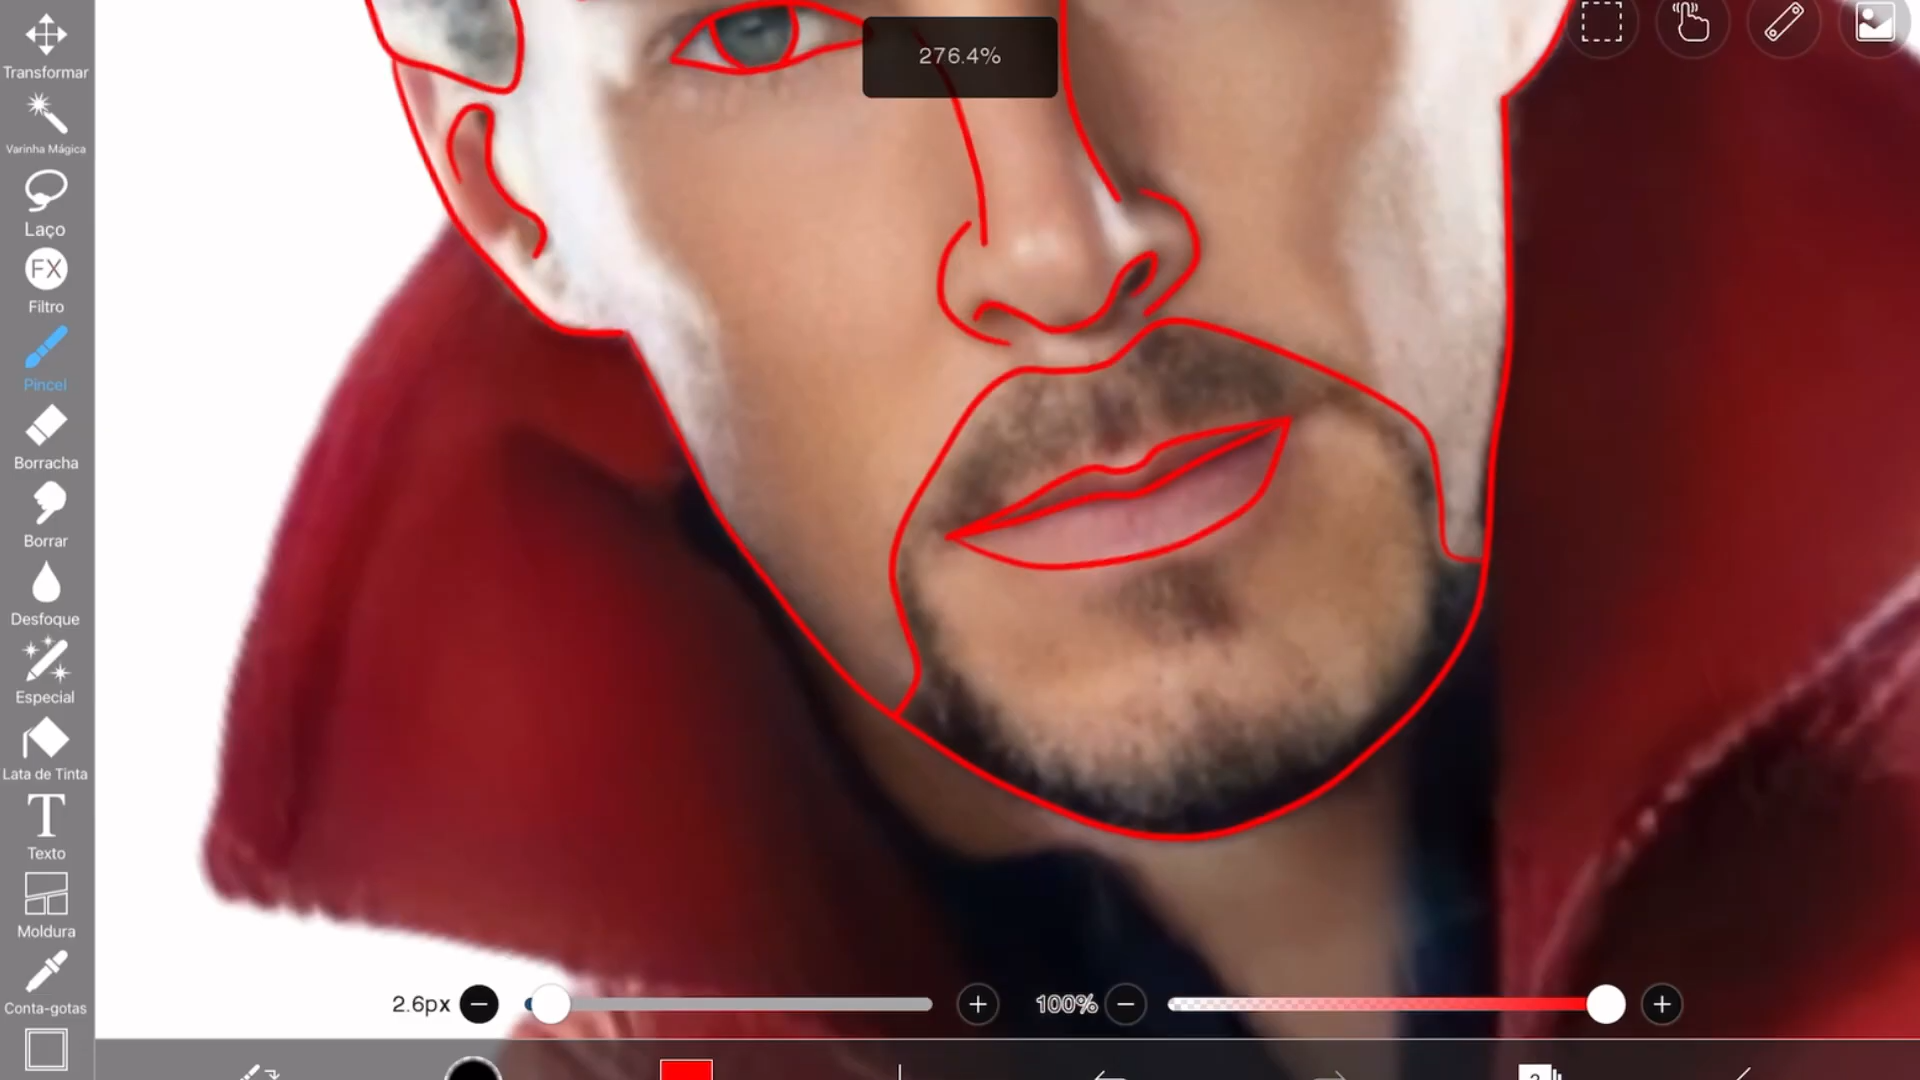 276.4%
Transformar
Varinha Mágica
Laço
FX
Filtro
Pincel
Borracha
Borrar
Desfoque
Especial
Lata de Tinta
T
Texto
Moldura
Conta-gotas
2.6px
100%